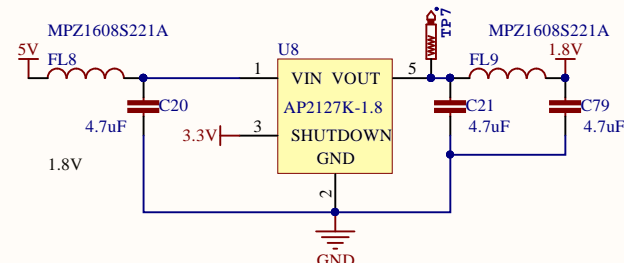 MPZ1608S221A
TP7
MPZ1608S221A
5V
FL8
U8
FL9
1.8V
1
VIN VOUT
5
C20
4.7uF
AP2127K-1.8
C21
4.7uF
C79
4.7uF
3.3V
3
SHUTDOWN
GND
1.8V
2
GND